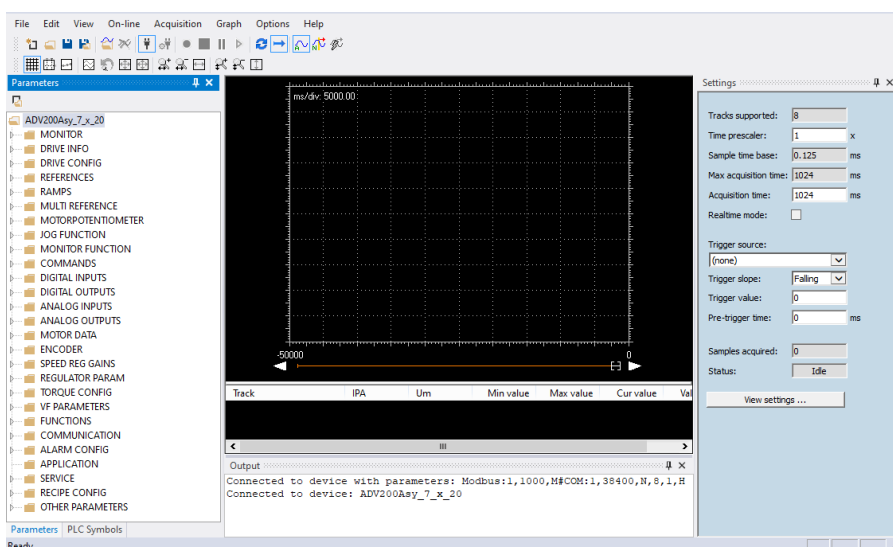 File Edit View On-line Acquisition Graph Options Help
Parameters
ADV200Asy_7_x_20
MONITOR
DRIVE INFO
DRIVE CONFIG
REFERENCES
RAMPS
MULTI REFERENCE
MOTORPOTENTIOMETER
JOG FUNCTION
MONITOR FUNCTION
COMMANDS
DIGITAL INPUTS
DIGITAL OUTPUTS
ANALOG INPUTS
ANALOG OUTPUTS
MOTOR DATA
ENCODER
SPEED REG GAINS
REGULATOR PARAM
TORQUE CONFIG
VF PARAMETERS
FUNCTIONS
COMMUNICATION
ALARM CONFIG
APPLICATION
SERVICE
RECIPE CONFIG
OTHER PARAMETERS
Parameters PLC Symbols
Ready
ms/div: 5000.00
-50000 0
Track IPA Um Min value Max value Cur value Val
Output
Connected to device with parameters: Modbus:1,1000,M#COM:1,38400,N,8,1,H
Connected to device: ADV200Asy_7_x_20
Settings
Tracks supported: 8
Time prescaler: 1 x
Sample time base: 0.125 ms
Max acquisition time: 1024 ms
Acquisition time: 1024 ms
Realtime mode:
Trigger source:
(none)
Trigger slope: Falling
Trigger value: 0
Pre-trigger time: 0 ms
Samples acquired: 0
Status: Idle
View settings ...